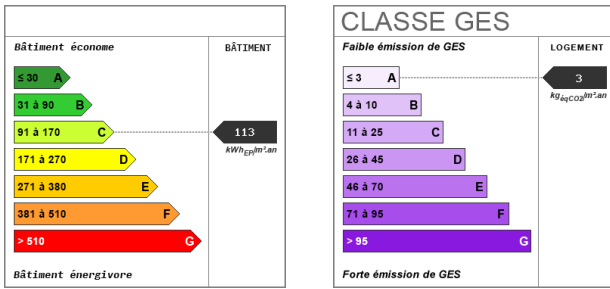 Bâtiment économe
BÂTIMENT
≤ 30 A
31 à 90 B
91 à 170 C
113
kWhEP/m².an
171 à 270 D
271 à 380 E
381 à 510 F
> 510 G
Bâtiment énergivore
CLASSE GES
Faible émission de GES
LOGEMENT
≤ 3 A
3
kgéqCO2/m².an
4 à 10 B
11 à 25 C
26 à 45 D
46 à 70 E
71 à 95 F
> 95 G
Forte émission de GES